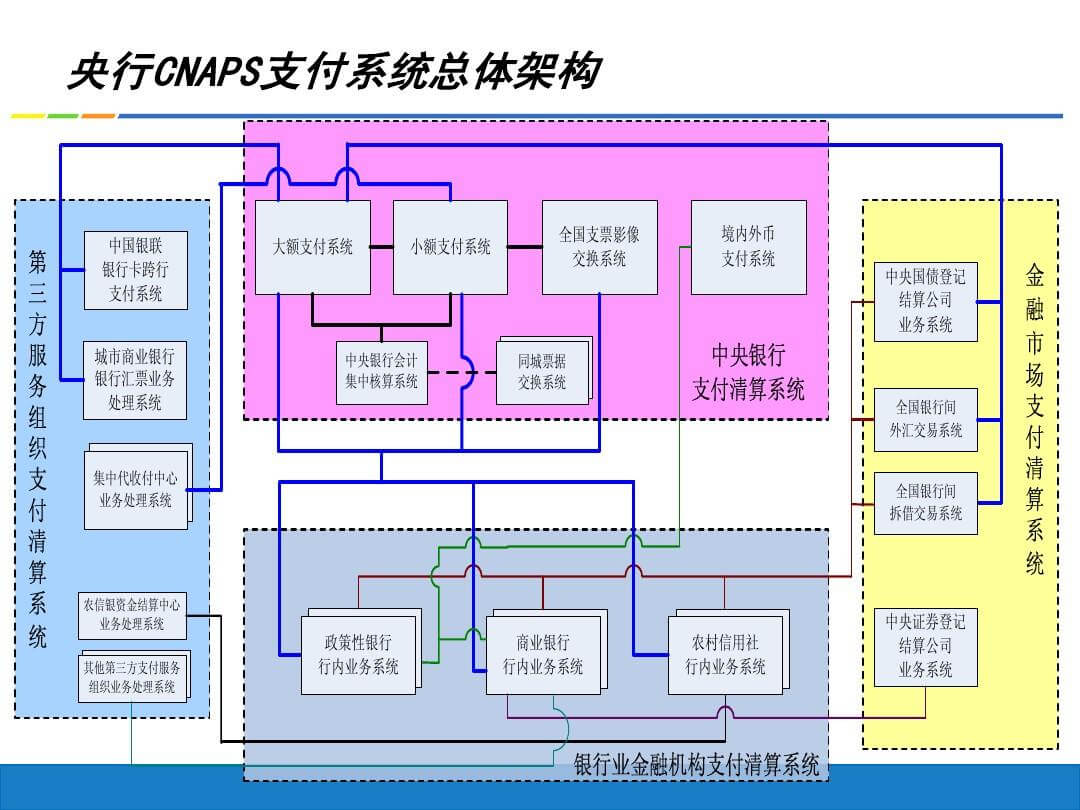 央行CNAPS支付系统总体架构
第三方服务组织支付清算系统
中国银联
银行卡跨行
支付系统
城市商业银行
银行汇票业务
处理系统
集中代收付中心
业务处理系统
农信银资金结算中心
业务处理系统
其他第三方支付服务
组织业务处理系统
大额支付系统
小额支付系统
全国支票影像
交换系统
境内外币
支付系统
中央银行会计
集中核算系统
同城票据
交换系统
中央银行
支付清算系统
政策性银行
行内业务系统
商业银行
行内业务系统
农村信用社
行内业务系统
银行业金融机构支付清算系统
中央国债登记
结算公司
业务系统
全国银行间
外汇交易系统
全国银行间
拆借交易系统
中央证券登记
结算公司
业务系统
金融市场支付清算系统